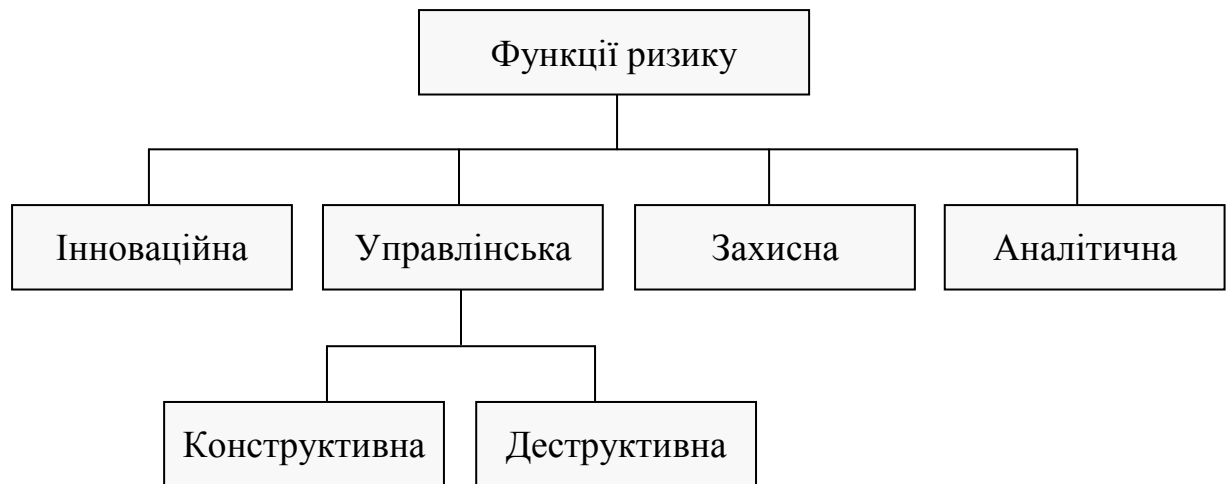 Функції ризику
Інноваційна
Управлінська
Захисна
Аналітична
Конструктивна
Деструктивна